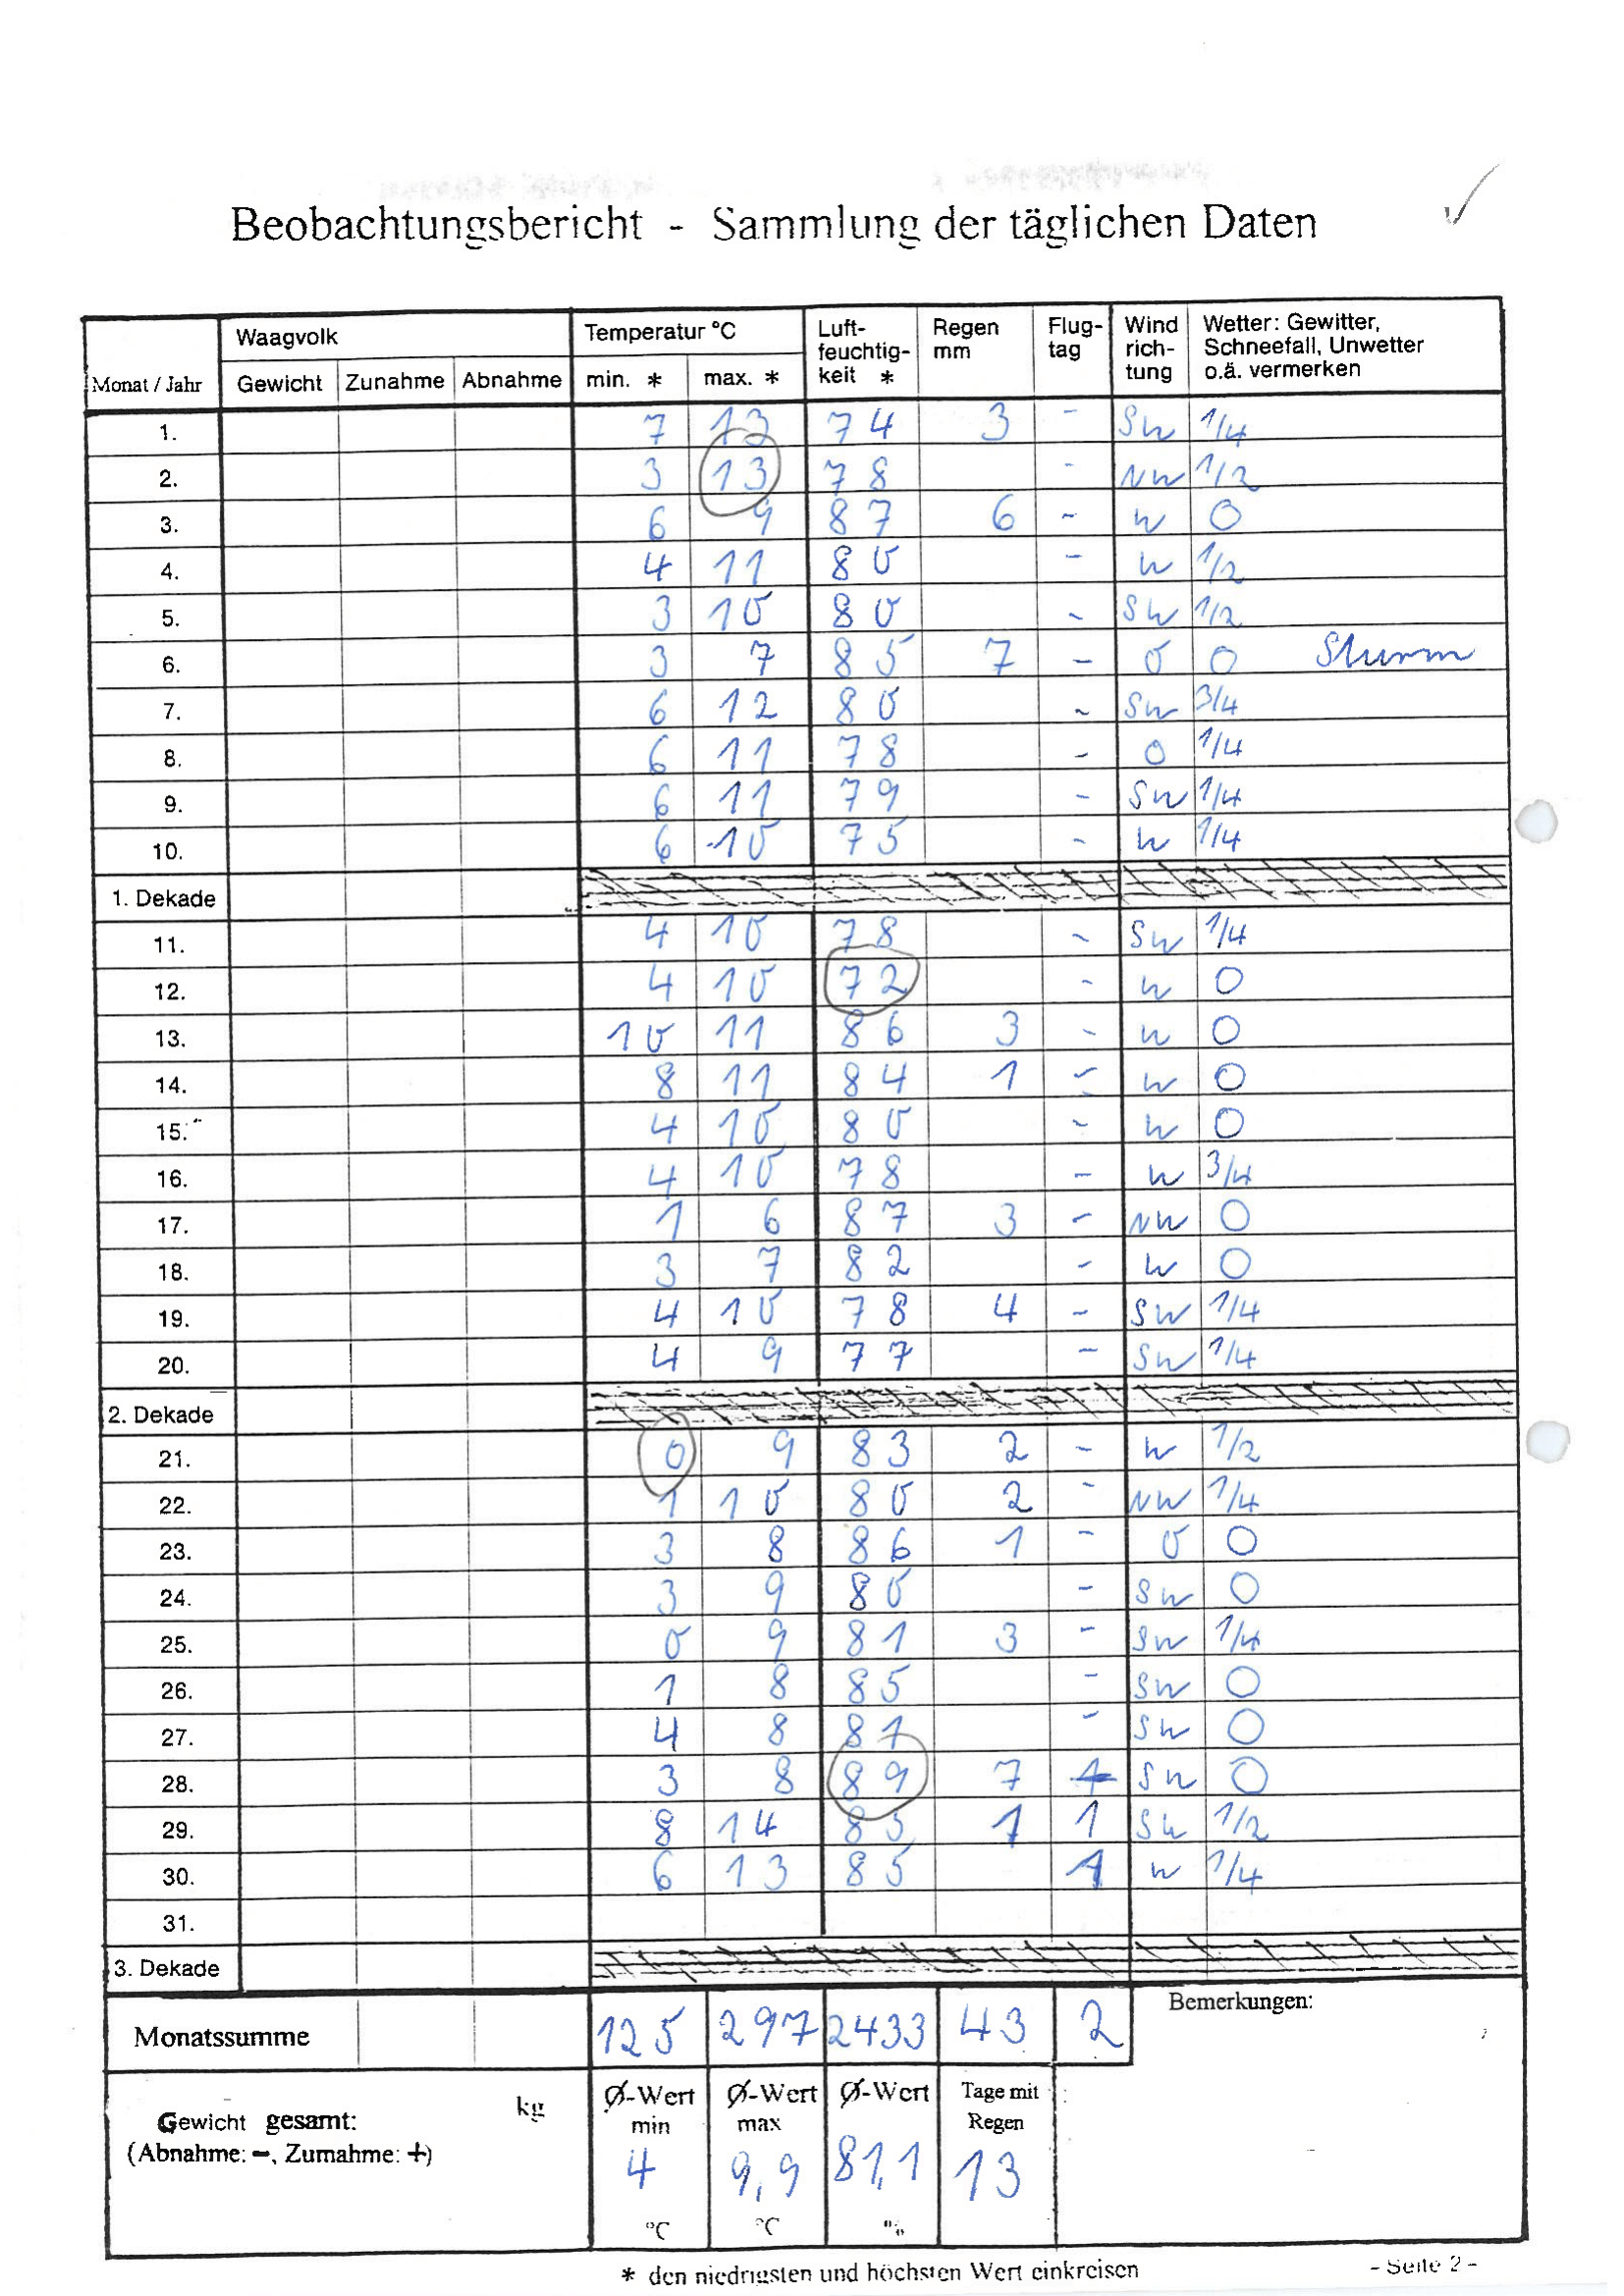 Beobachtungsbericht - Sammlung der täglichen Daten
Monat / Jahr Waagvolk Temperatur °C Luft-feuchtig-keit * Regen mm Flug-tag Wind rich-tung Wetter: Gewitter, Schneefall, Unwetter o.ä. vermerken
Gewicht Zunahme Abnahme min. * max. *
1. 7 13 74 3 - SW 1/4
2. 3 13 78 - NW 1/2
3. 6 9 87 6 - W 0
4. 4 11 80 - W 1/2
5. 3 10 80 - SW 1/2
6. 3 7 85 7 - O 0 Sturm
7. 6 12 80 - SW 3/4
8. 6 11 78 - O 1/4
9. 6 11 79 - SW 1/4
10. 6 10 75 - W 1/4
1. Dekade
11. 4 10 78 - SW 1/4
12. 4 10 72 - W 0
13. 10 11 86 3 - W 0
14. 8 11 84 1 - W 0
15. 4 10 80 - W 0
16. 4 10 78 - W 3/4
17. 1 6 87 3 - NW 0
18. 3 7 82 - W 0
19. 4 10 78 4 - SW 1/4
20. 4 9 77 - SW 1/4
2. Dekade
21. 0 9 83 2 - W 1/2
22. 1 10 80 2 - NW 1/4
23. 3 8 86 1 - O 0
24. 3 9 80 - SW 0
25. 0 9 81 3 - SW 1/4
26. 1 8 85 - SW 0
27. 4 8 81 - SW 0
28. 3 8 89 7 SW 0
29. 8 14 85 1 1 SW 1/2
30. 6 13 85 1 W 1/4
31.
3. Dekade
Monatssumme 125 297 2433 43 2 Bemerkungen:
Gewicht gesamt: kg
(Abnahme: -, Zunahme: +)
Ø-Wert min Ø-Wert max Ø-Wert Tage mit Regen
4 9,9 81,1 13
°C °C %
* den niedrigsten und höchsten Wert einkreisen
- Seite 2 -